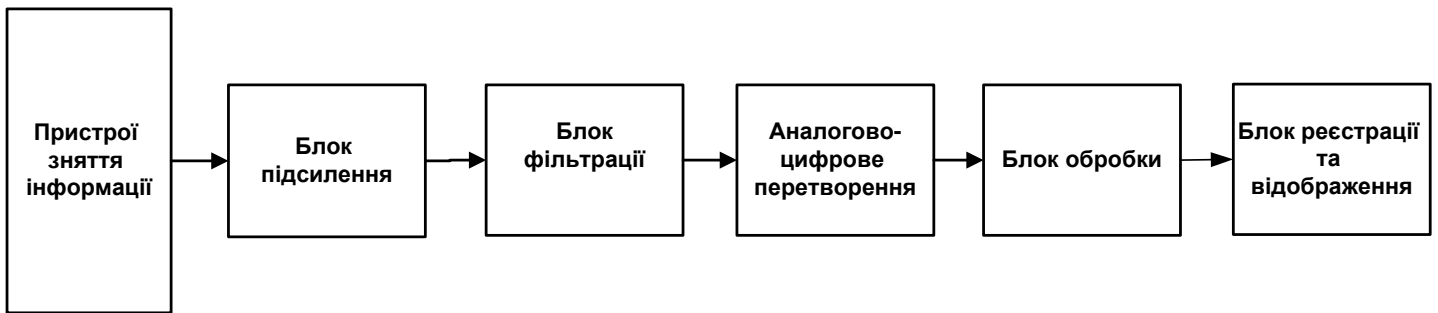 Пристрої
зняття
інформації
Блок
підсилення
Блок
фільтрації
Аналогово-
цифрове
перетворення
Блок обробки
Блок реєстрації
та
відображення